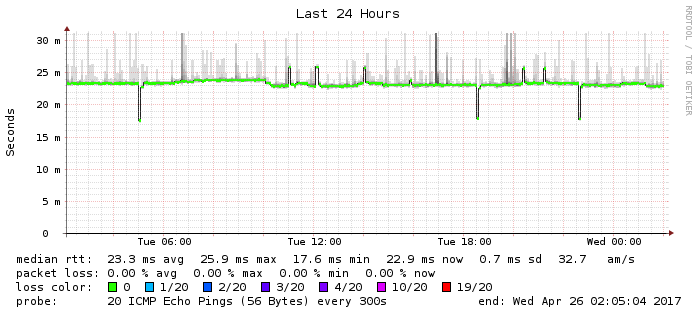 Last 24 Hours
RRDTOOL / TOBI OETIKER
Seconds
30 m
25 m
20 m
15 m
10 m
5 m
0
Tue 06:00 Tue 12:00 Tue 18:00 Wed 00:00
median rtt: 23.3 ms avg 25.9 ms max 17.6 ms min 22.9 ms now 0.7 ms sd 32.7 am/s
packet loss: 0.00 % avg 0.00 % max 0.00 % min 0.00 % now
loss color: 0 1/20 2/20 3/20 4/20 10/20 19/20
probe: 20 ICMP Echo Pings (56 Bytes) every 300s end: Wed Apr 26 02:05:04 2017